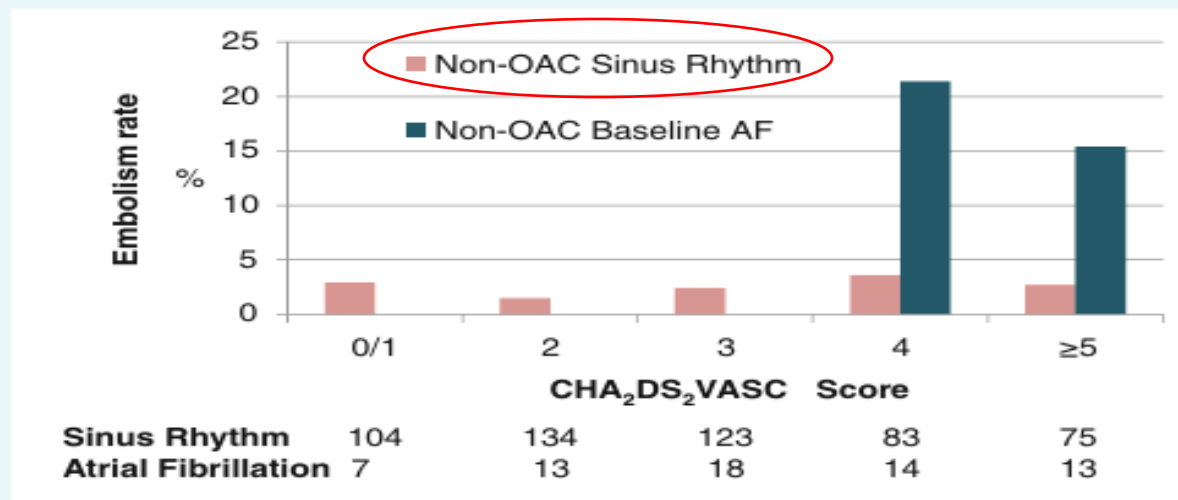 25
Non-OAC Sinus Rhythm
20
Non-OAC Baseline AF
15
Embolism rate
%
10
5
0
0/1 2 3 4 ≥5
CHA₂DS₂VASC Score
Sinus Rhythm 104 134 123 83 75
Atrial Fibrillation 7 13 18 14 13